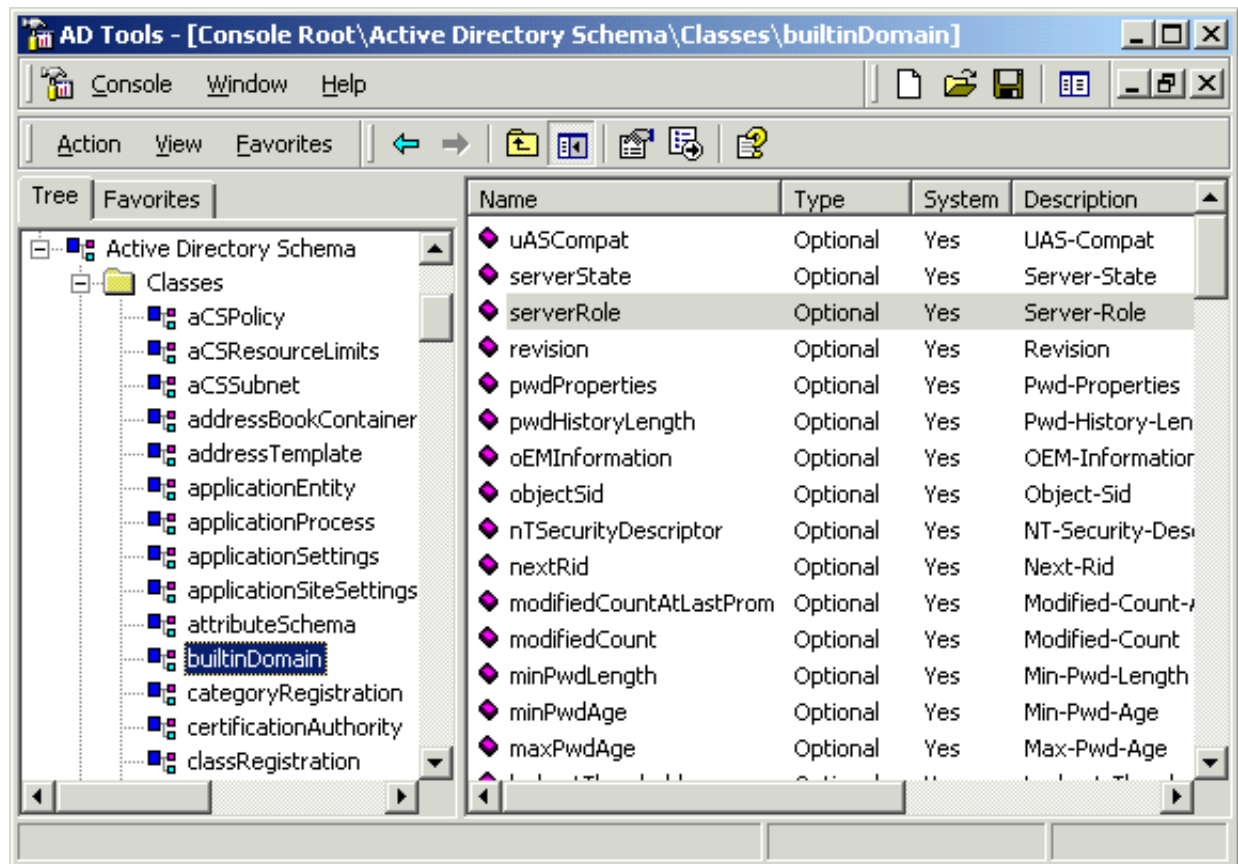 AD Tools - [Console Root\Active Directory Schema\Classes\builtinDomain]
Console Window Help
Action View Favorites
Tree Favorites
Active Directory Schema
Classes
aCSPolicy
aCSResourceLimits
aCSSubnet
addressBookContainer
addressTemplate
applicationEntity
applicationProcess
applicationSettings
applicationSiteSettings
attributeSchema
builtinDomain
categoryRegistration
certificationAuthority
classRegistration
Name Type System Description
uASCompat Optional Yes UAS-Compat
serverState Optional Yes Server-State
serverRole Optional Yes Server-Role
revision Optional Yes Revision
pwdProperties Optional Yes Pwd-Properties
pwdHistoryLength Optional Yes Pwd-History-Len
oEMInformation Optional Yes OEM-Information
objectSid Optional Yes Object-Sid
nTSecurityDescriptor Optional Yes NT-Security-Des
nextRid Optional Yes Next-Rid
modifiedCountAtLastProm Optional Yes Modified-Count-
modifiedCount Optional Yes Modified-Count
minPwdLength Optional Yes Min-Pwd-Length
minPwdAge Optional Yes Min-Pwd-Age
maxPwdAge Optional Yes Max-Pwd-Age